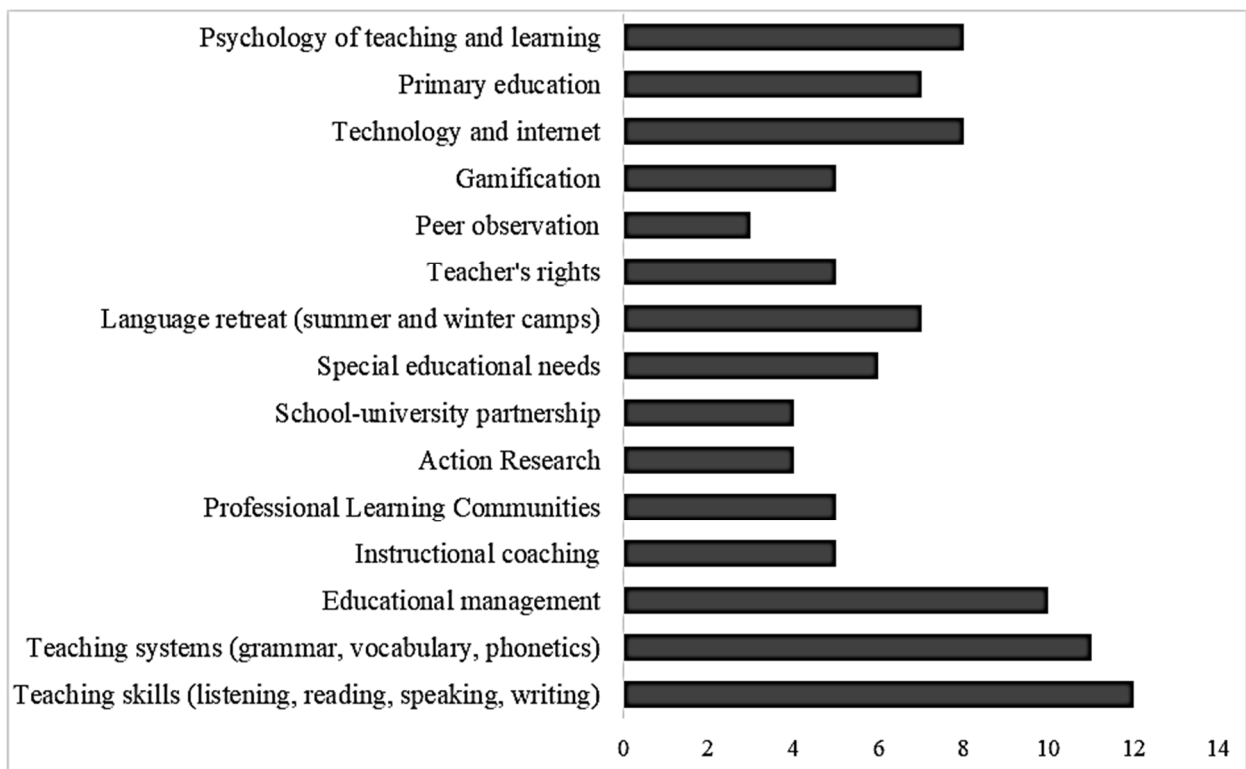 Psychology of teaching and learning
Primary education
Technology and internet
Gamification
Peer observation
Teacher's rights
Language retreat (summer and winter camps)
Special educational needs
School-university partnership
Action Research
Professional Learning Communities
Instructional coaching
Educational management
Teaching systems (grammar, vocabulary, phonetics)
Teaching skills (listening, reading, speaking, writing)
0 2 4 6 8 10 12 14